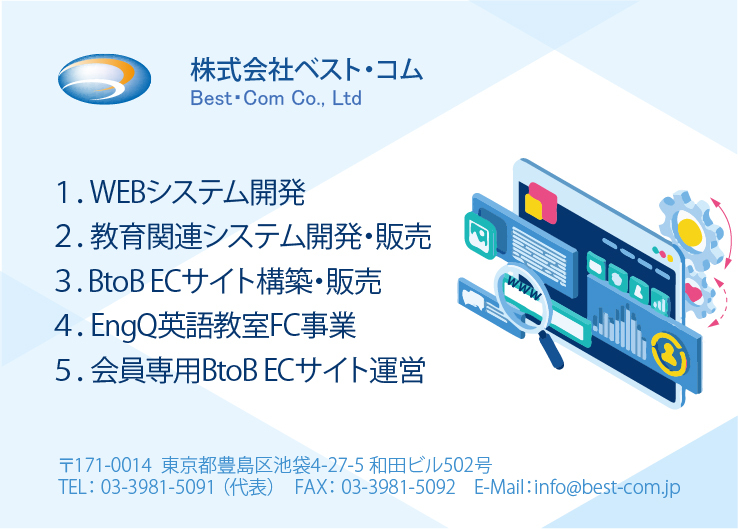 株式会社ベスト・コム
Best・Com Co., Ltd
１. WEBシステム開発
２. 教育関連システム開発・販売
３. BtoB ECサイト構築・販売
４. EngQ英語教室FC事業
５. 会員専用BtoB ECサイト運営
www
〒171-0014 東京都豊島区池袋4-27-5 和田ビル502号
TEL： 03-3981-5091（代表） FAX： 03-3981-5092 E-Mail：info@best-com.jp